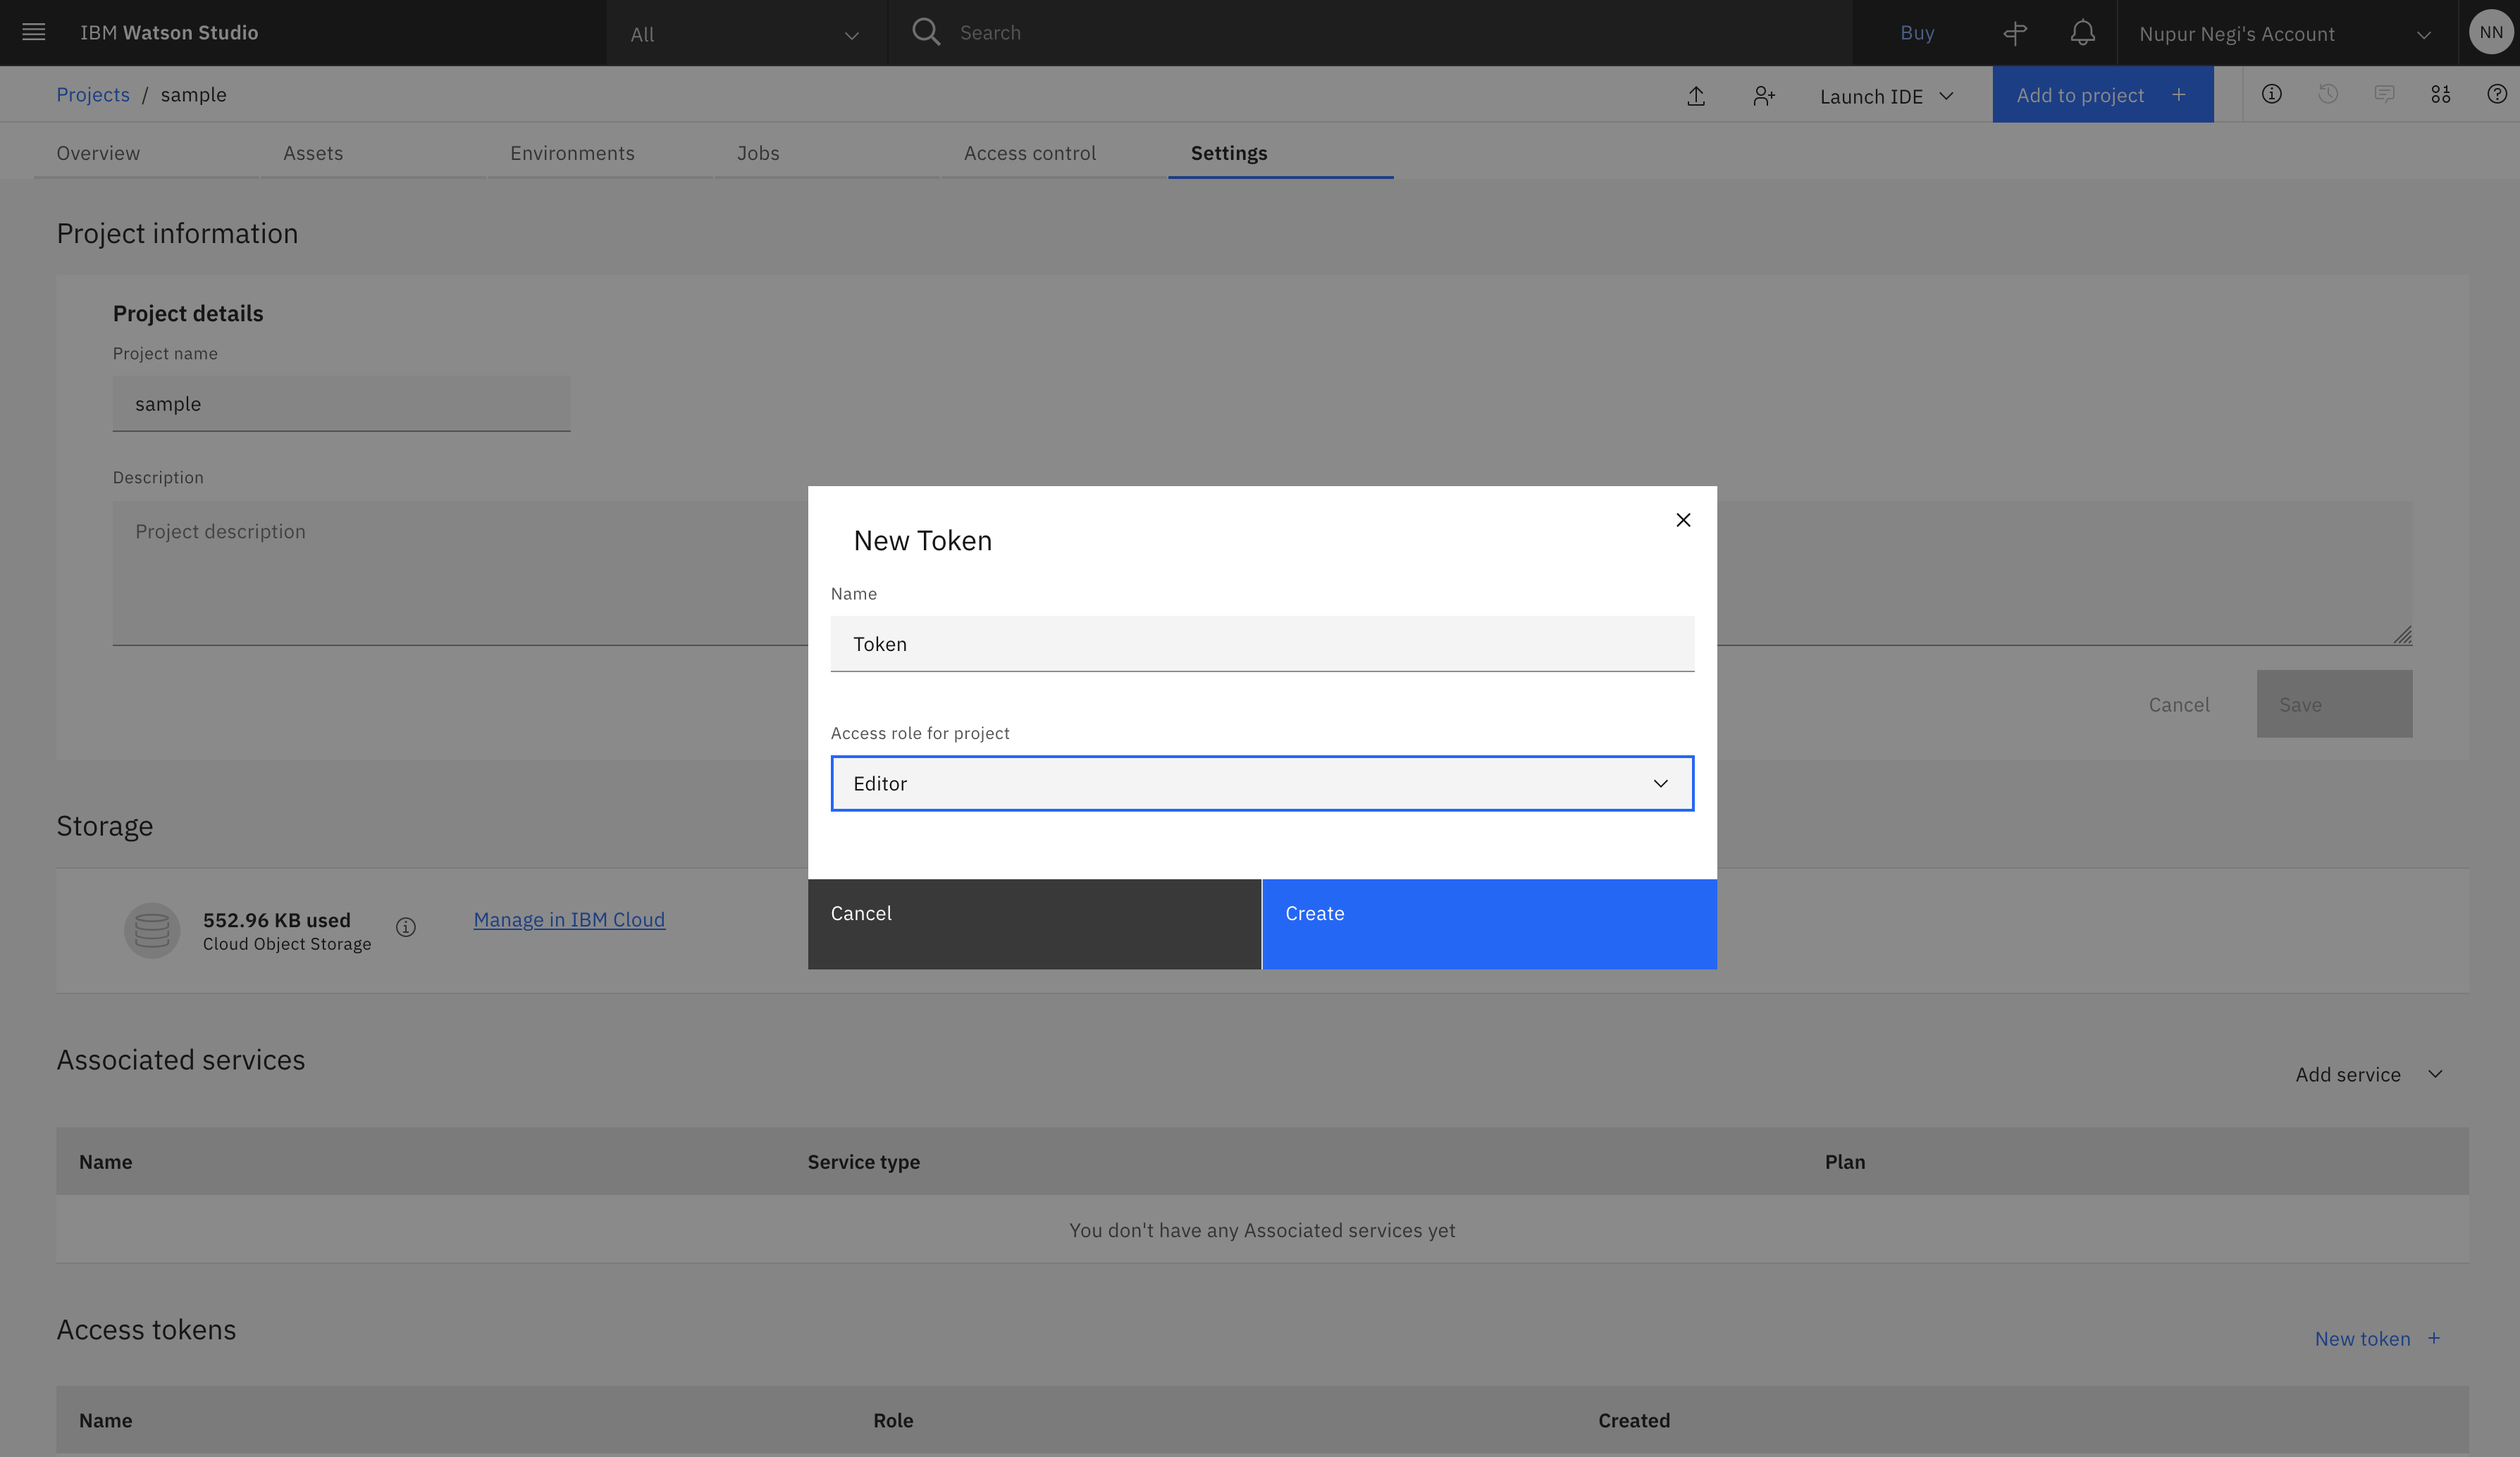 IBM Watson Studio
All
Search
Buy
Nupur Negi's Account
NN
Projects / sample
Launch IDE
Add to project +
Overview
Assets
Environments
Jobs
Access control
Settings
Project information
Project details
Project name
sample
Description
Project description
Cancel
Save
New Token
Name
Token
Access role for project
Editor
Cancel
Create
Storage
552.96 KB used
Cloud Object Storage
Manage in IBM Cloud
Associated services
Add service
Name
Service type
Plan
You don't have any Associated services yet
Access tokens
New token +
Name
Role
Created